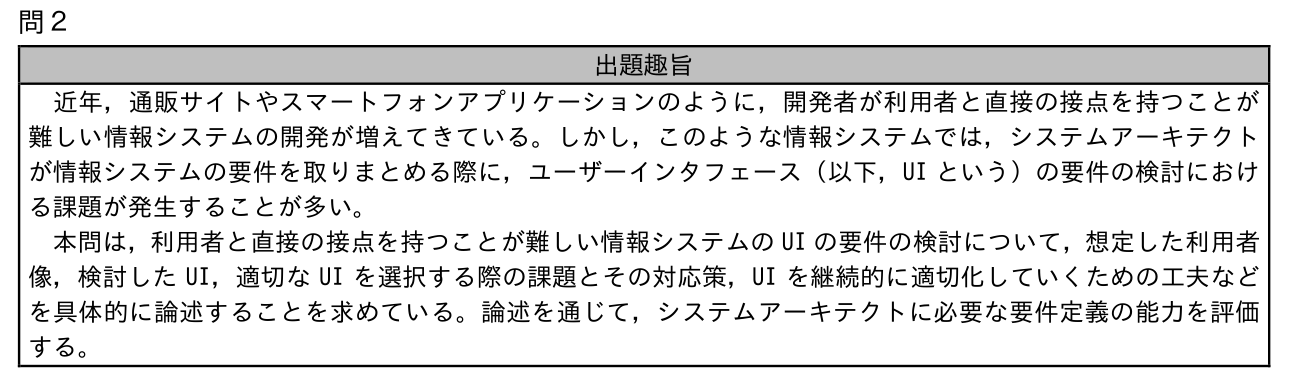 問２
出題趣旨
　近年，通販サイトやスマートフォンアプリケーションのように，開発者が利用者と直接の接点を持つことが
難しい情報システムの開発が増えてきている。しかし，このような情報システムでは，システムアーキテクト
が情報システムの要件を取りまとめる際に，ユーザーインタフェース（以下，UI という）の要件の検討におけ
る課題が発生することが多い。
　本問は，利用者と直接の接点を持つことが難しい情報システムの UI の要件の検討について，想定した利用者
像，検討した UI，適切な UI を選択する際の課題とその対応策，UI を継続的に適切化していくための工夫など
を具体的に論述することを求めている。論述を通じて，システムアーキテクトに必要な要件定義の能力を評価
する。